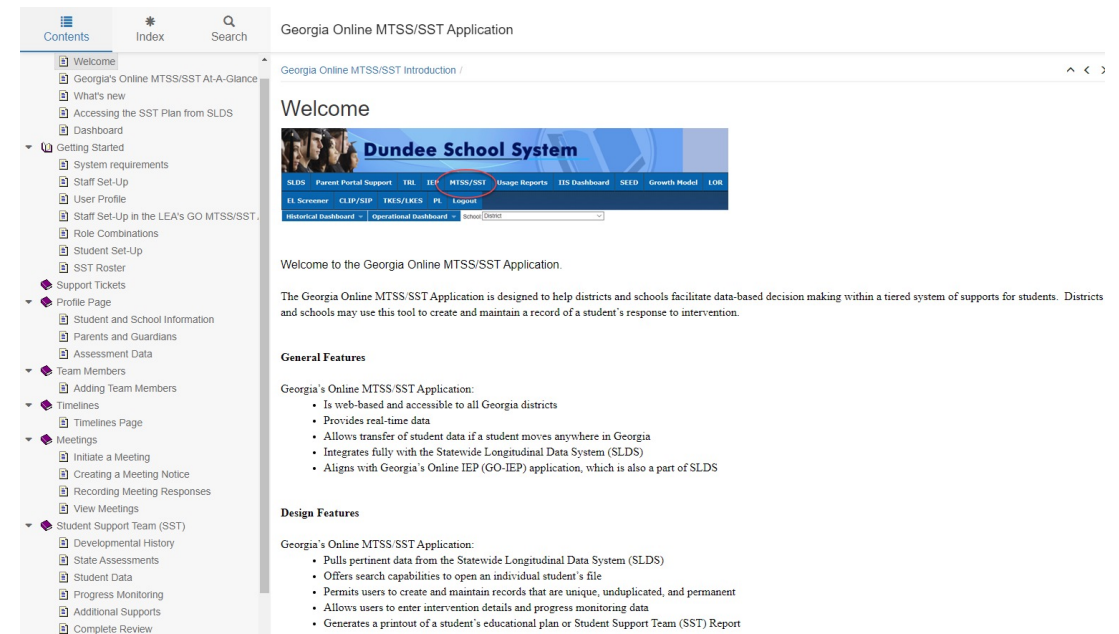 Contents
Index
Search
Georgia Online MTSS/SST Application
Welcome
Georgia's Online MTSS/SST At-A-Glance
What's new
Accessing the SST Plan from SLDS
Dashboard
Getting Started
System requirements
Staff Set-Up
User Profile
Staff Set-Up in the LEA's GO MTSS/SST
Role Combinations
Student Set-Up
SST Roster
Support Tickets
Profile Page
Student and School Information
Parents and Guardians
Assessment Data
Team Members
Adding Team Members
Timelines
Timelines Page
Meetings
Initiate a Meeting
Creating a Meeting Notice
Recording Meeting Responses
View Meetings
Student Support Team (SST)
Developmental History
State Assessments
Student Data
Progress Monitoring
Additional Supports
Complete Review
Georgia Online MTSS/SST Introduction /
Welcome
Dundee School System
SLDS Parent Portal Support TRL IEP MTSS/SST Usage Reports IIS Dashboard SEED Growth Model LOR
EL Screener CLIP/SIP TKES/LKES PL Logout
Historical Dashboard Operational Dashboard School District
Welcome to the Georgia Online MTSS/SST Application.
The Georgia Online MTSS/SST Application is designed to help districts and schools facilitate data-based decision making within a tiered system of supports for students. Districts
and schools may use this tool to create and maintain a record of a student's response to intervention.
General Features
Georgia's Online MTSS/SST Application:
• Is web-based and accessible to all Georgia districts
• Provides real-time data
• Allows transfer of student data if a student moves anywhere in Georgia
• Integrates fully with the Statewide Longitudinal Data System (SLDS)
• Aligns with Georgia's Online IEP (GO-IEP) application, which is also a part of SLDS
Design Features
Georgia's Online MTSS/SST Application:
• Pulls pertinent data from the Statewide Longitudinal Data System (SLDS)
• Offers search capabilities to open an individual student's file
• Permits users to create and maintain records that are unique, unduplicated, and permanent
• Allows users to enter intervention details and progress monitoring data
• Generates a printout of a student's educational plan or Student Support Team (SST) Report